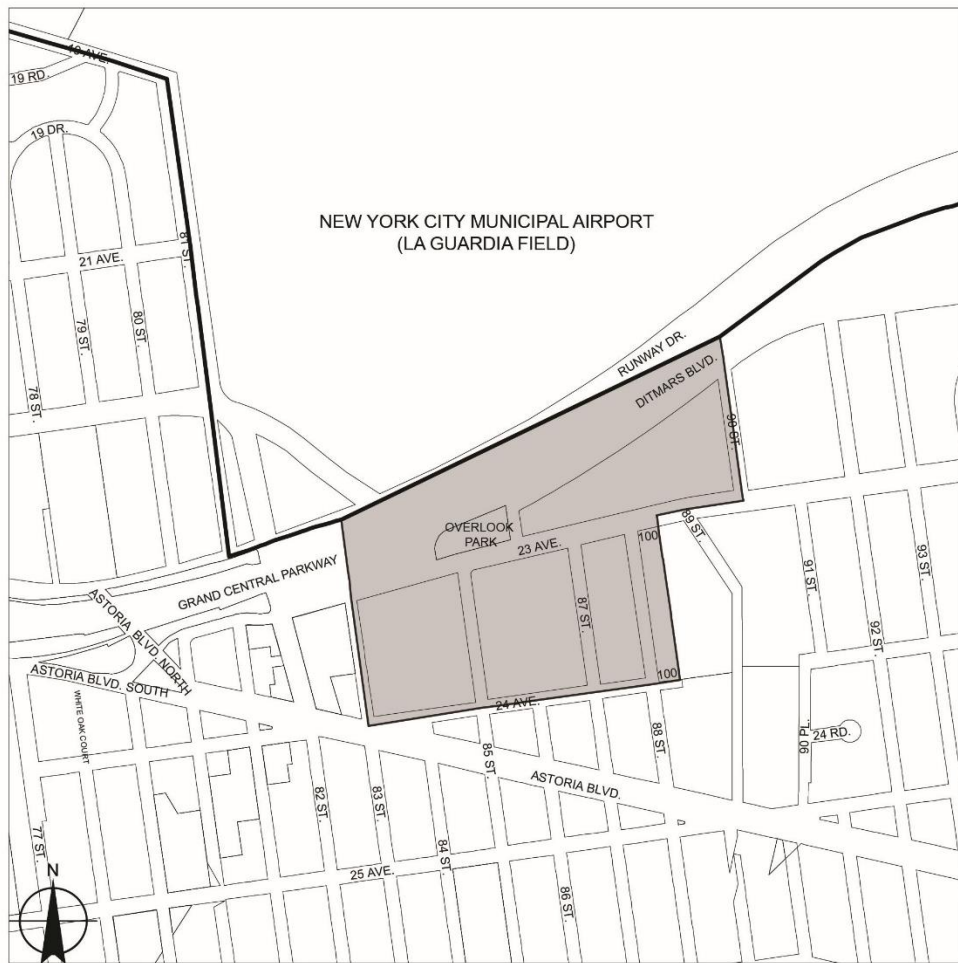 19 AVE.
19 RD.
19 DR.
NEW YORK CITY MUNICIPAL AIRPORT
(LA GUARDIA FIELD)
81 ST.
21 AVE.
79 ST.
80 ST.
78 ST.
RUNWAY DR.
DITMARS BLVD.
90 ST.
OVERLOOK
PARK
23 AVE.
100
89 ST.
GRAND CENTRAL PARKWAY
87 ST.
91 ST.
93 ST.
92 ST.
ASTORIA BLVD. NORTH
ASTORIA BLVD. SOUTH
100
24 AVE.
WHITE OAK COURT
88 ST.
90 PL.
24 RD.
85 ST.
ASTORIA BLVD.
82 ST.
83 ST.
77 ST.
84 ST.
25 AVE.
86 ST.
N